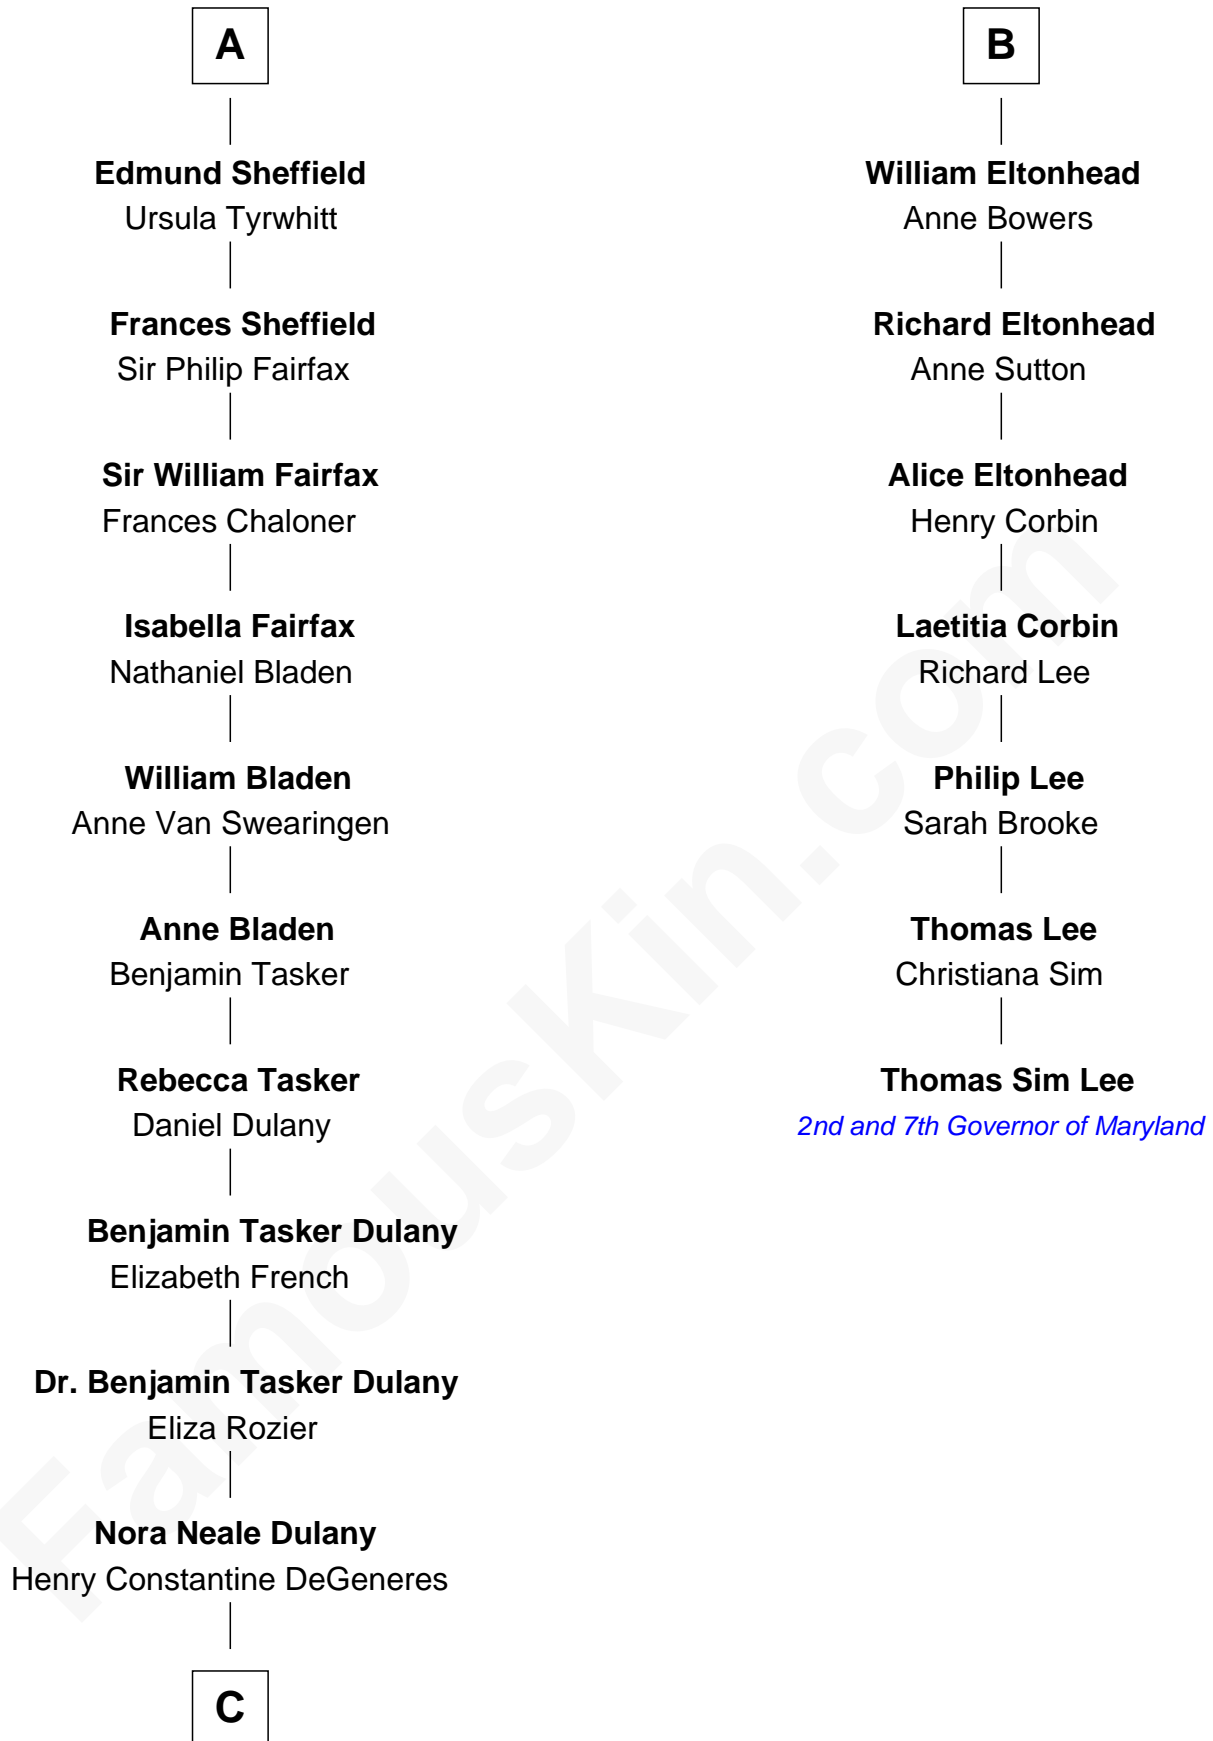 A
Edmund Sheffield
Ursula Tyrwhitt
Frances Sheffield
Sir Philip Fairfax
Sir William Fairfax
Frances Chaloner
Isabella Fairfax
Nathaniel Bladen
William Bladen
Anne Van Swearingen
Anne Bladen
Benjamin Tasker
Rebecca Tasker
Daniel Dulany
Benjamin Tasker Dulany
Elizabeth French
Dr. Benjamin Tasker Dulany
Eliza Rozier
Nora Neale Dulany
Henry Constantine DeGeneres
C
B
William Eltonhead
Anne Bowers
Richard Eltonhead
Anne Sutton
Alice Eltonhead
Henry Corbin
Laetitia Corbin
Richard Lee
Philip Lee
Sarah Brooke
Thomas Lee
Christiana Sim
Thomas Sim Lee
2nd and 7th Governor of Maryland
FamousKin.com